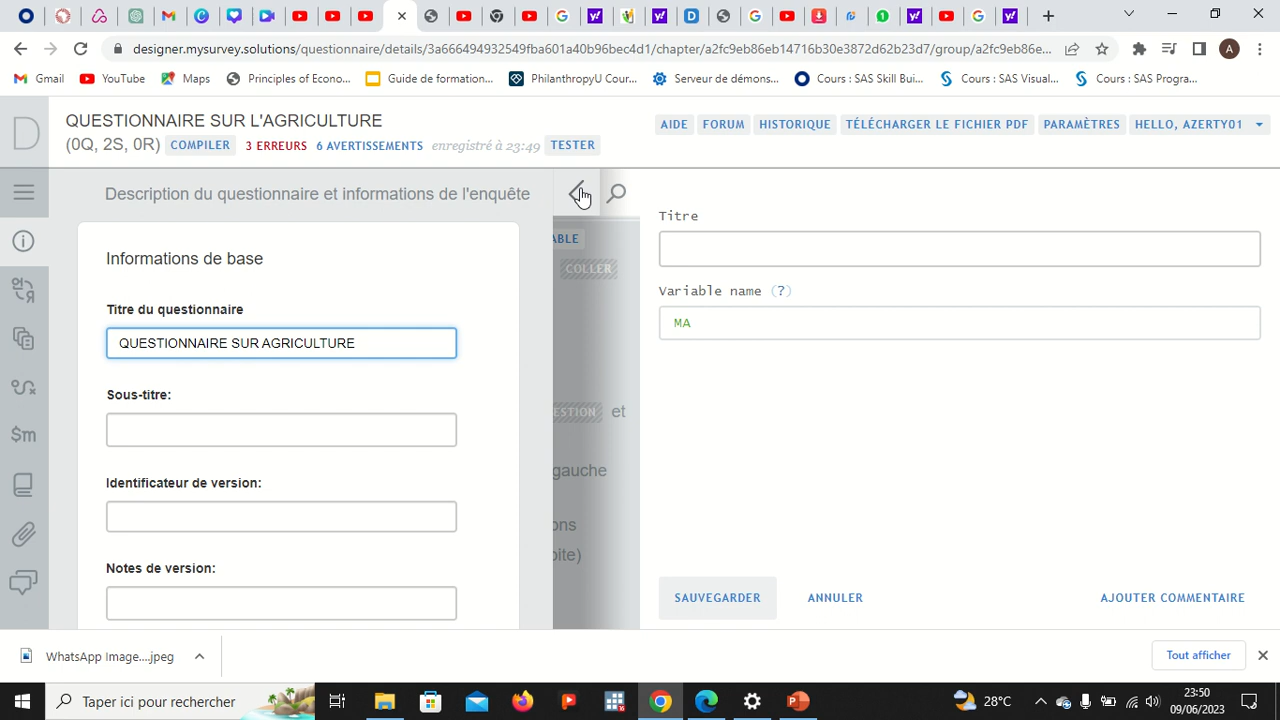 designer.mysurvey.solutions/questionnaire/details/3a666494932549fba601a40b96bec4d1/chapter/a2fc9eb86eb14716b30e3872d62b23d7/group/a2fc9eb86e...
A
Gmail
YouTube
Maps
Principles of Econo...
Guide de formation...
PhilanthropyU Cour...
Serveur de démons...
Cours : SAS Skill Bui...
Cours : SAS Visual...
Cours : SAS Progra...
D
QUESTIONNAIRE SUR L'AGRICULTURE
(0Q, 2S, 0R) COMPILER 3 ERREURS 6 AVERTISSEMENTS enregistré à 23:49 TESTER
AIDE FORUM HISTORIQUE TÉLÉCHARGER LE FICHIER PDF PARAMÈTRES HELLO, AZERTY01
Description du questionnaire et informations de l'enquête
Informations de base
Titre du questionnaire
QUESTIONNAIRE SUR AGRICULTURE
Sous-titre:
Identificateur de version:
Notes de version:
$m
ABLE
COLLER
ESTION et
gauche
ons
oite)
Titre
Variable name (?)
MA
SAUVEGARDER
ANNULER
AJOUTER COMMENTAIRE
WhatsApp Image....jpeg
Tout afficher
Taper ici pour rechercher
28°C
23:50
09/06/2023